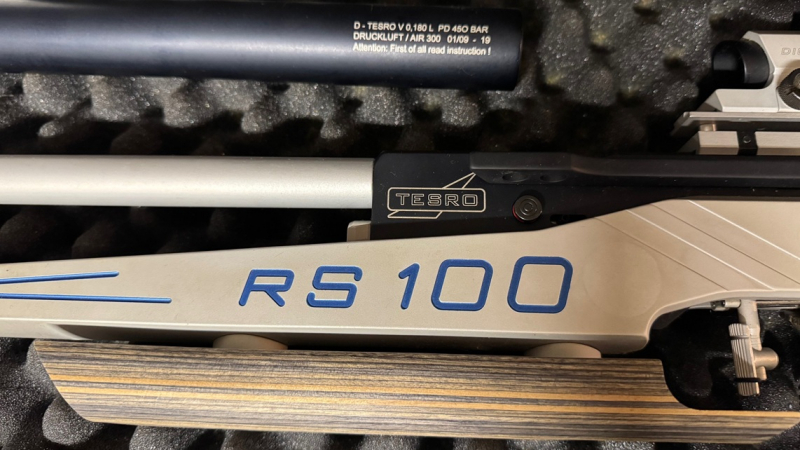 D - TESRO V 0,180 L PD 450 BAR
DRUCKLUFT / AIR 300 01/09 - 19
Attention: First of all read instruction !
TESRO
RS 100